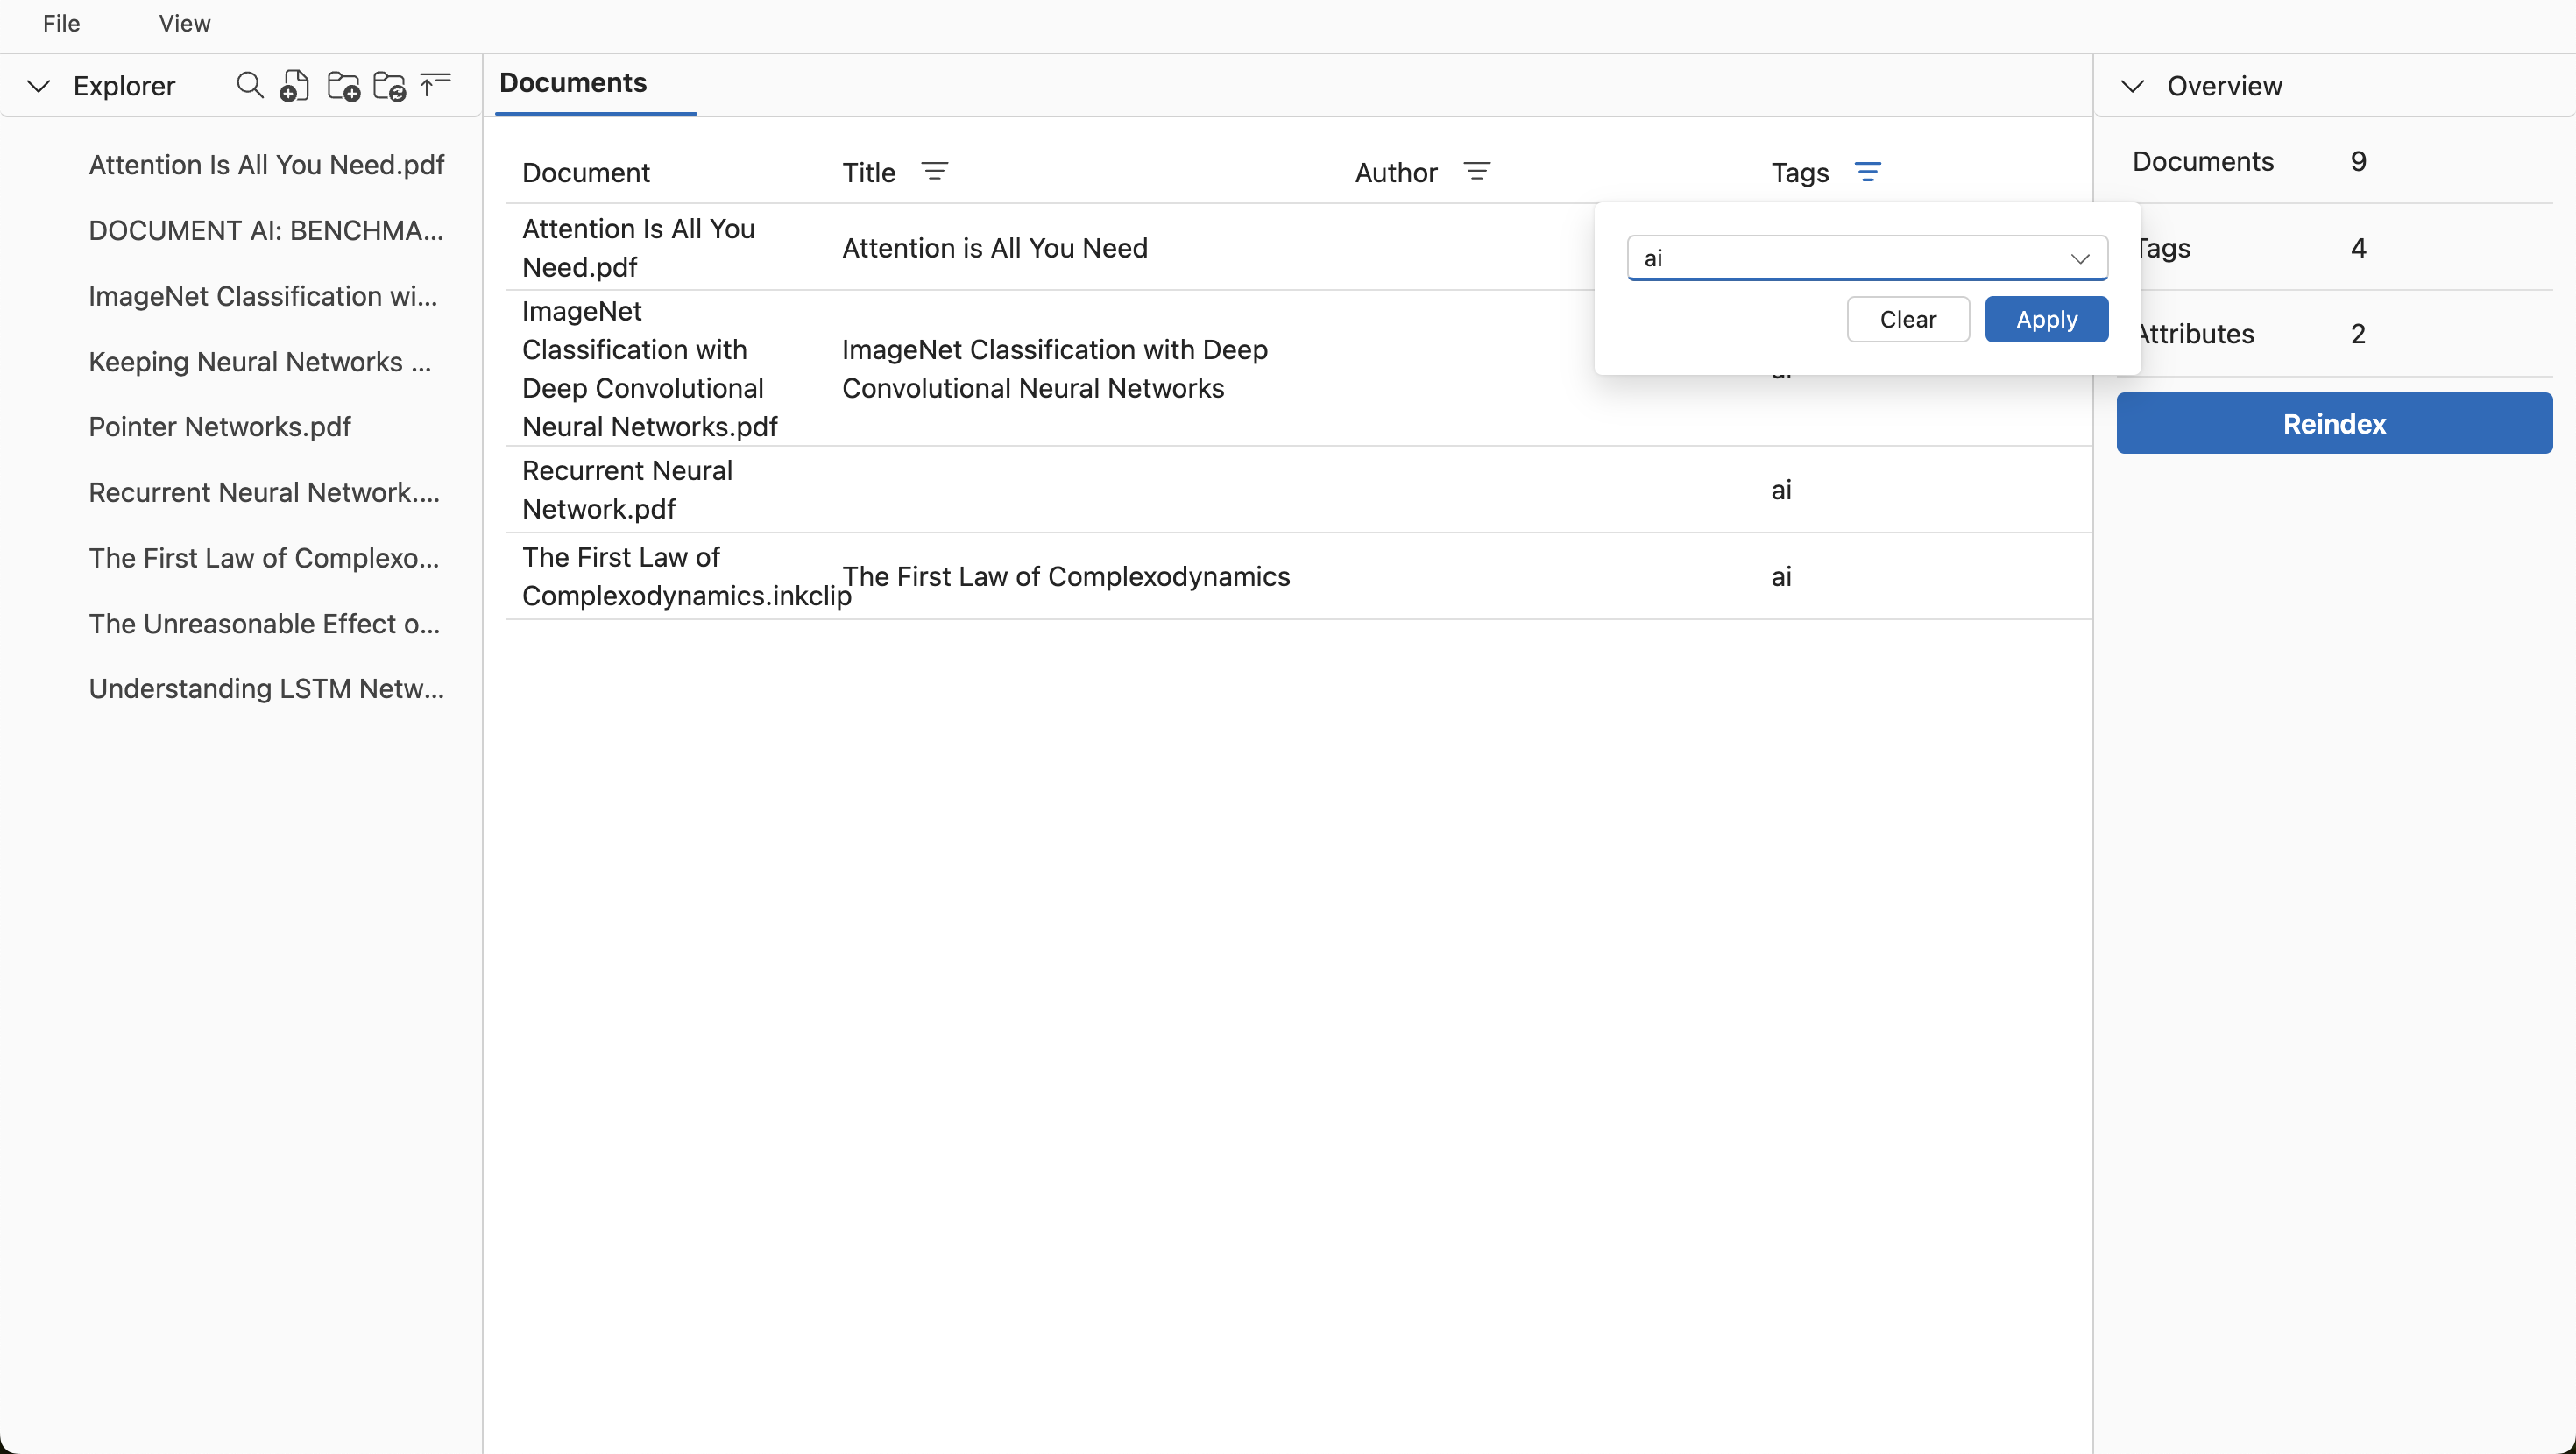 File View
Explorer
Attention Is All You Need.pdf
DOCUMENT AI: BENCHMA...
ImageNet Classification wi...
Keeping Neural Networks ...
Pointer Networks.pdf
Recurrent Neural Network....
The First Law of Complexo...
The Unreasonable Effect o...
Understanding LSTM Netw...
Documents
Document Title Author Tags
Attention Is All You
Need.pdf
Attention is All You Need
ImageNet
Classification with
Deep Convolutional
Neural Networks.pdf
ImageNet Classification with Deep
Convolutional Neural Networks
Recurrent Neural
Network.pdf
ai
The First Law of
Complexodynamics.inkclip
The First Law of Complexodynamics
ai
ai
Clear Apply
Overview
Documents 9
Tags 4
Attributes 2
Reindex